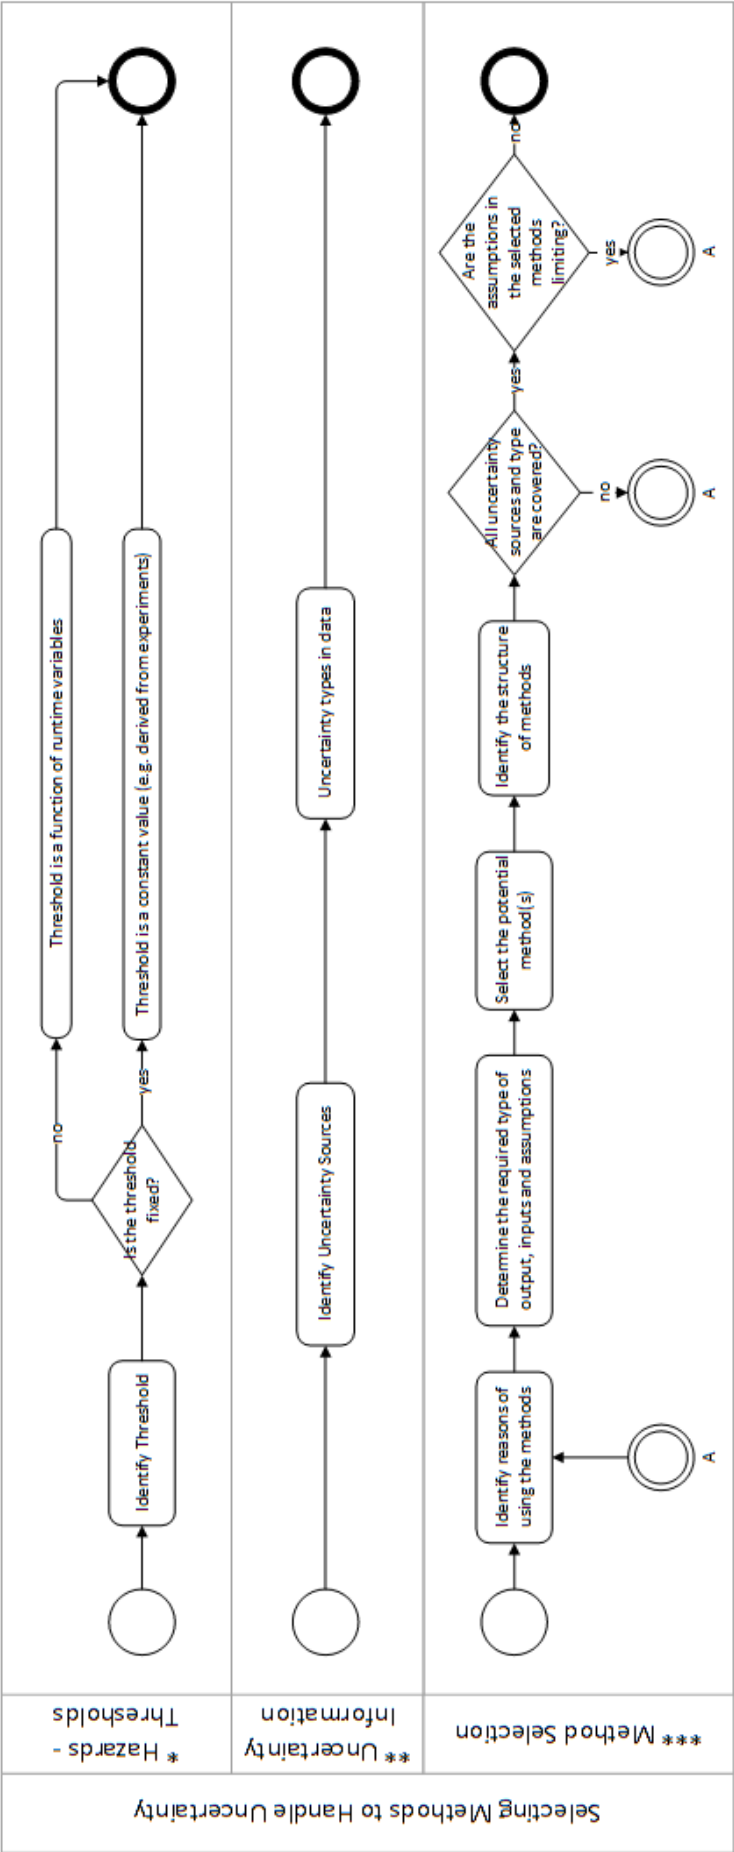 Selecting Methods to Handle Uncertainty
* Hazards -
Thresholds
Identify Threshold
Is the threshold
fixed?
no
yes
Threshold is a function of runtime variables
Threshold is a constant value (e.g. derived from experiments)
** Uncertainty
Information
Identify Uncertainty Sources
Uncertainty types in data
*** Method Selection
Identify reasons of
using the methods
A
Determine the required type of
output, inputs and assumptions
Select the potential
method(s)
Identify the structure
of methods
All uncertainty
sources and type
are covered?
no
A
yes
Are the
assumptions in
the selected
methods
limiting?
yes
A
no